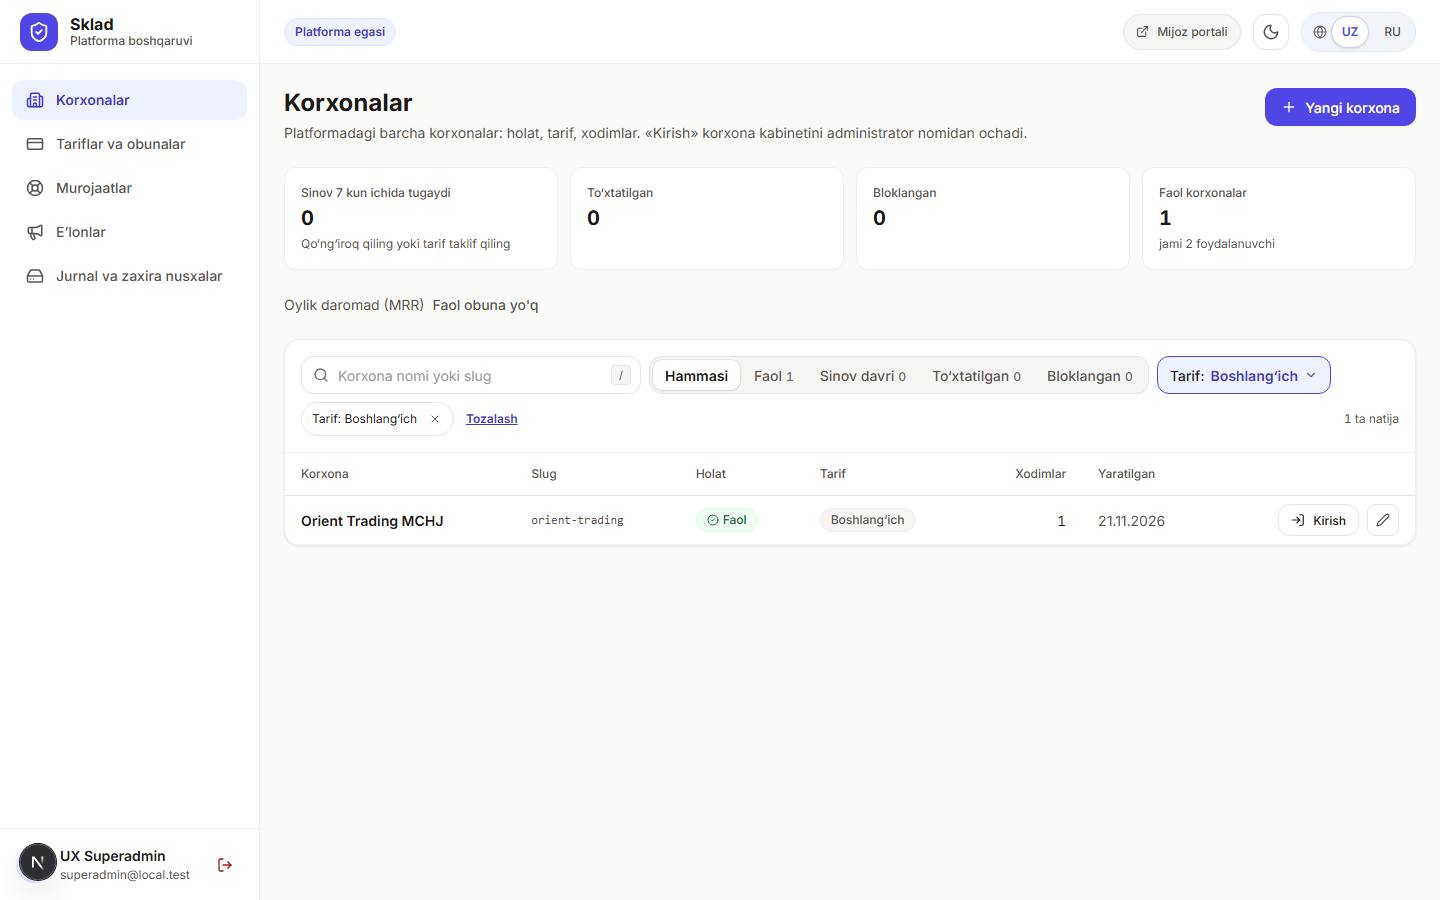 Sklad
Platforma boshqaruvi
Platforma egasi
Mijoz portali
UZ
RU
Korxonalar
Tariflar va obunalar
Murojaatlar
E‘lonlar
Jurnal va zaxira nusxalar
Korxonalar
Platformadagi barcha korxonalar: holat, tarif, xodimlar. «Kirish» korxona kabinetini administrator nomidan ochadi.
+ Yangi korxona
Sinov 7 kun ichida tugaydi
0
Qo‘ng‘iroq qiling yoki tarif taklif qiling
To‘xtatilgan
0
Bloklangan
0
Faol korxonalar
1
jami 2 foydalanuvchi
Oylik daromad (MRR) Faol obuna yo'q
Korxona nomi yoki slug /
Hammasi Faol 1 Sinov davri 0 To‘xtatilgan 0 Bloklangan 0
Tarif: Boshlang‘ich
Tarif: Boshlang‘ich ×
Tozalash
1 ta natija
Korxona Slug Holat Tarif Xodimlar Yaratilgan
Orient Trading MCHJ orient-trading Faol Boshlang‘ich 1 21.11.2026 Kirish
N
UX Superadmin
superadmin@local.test